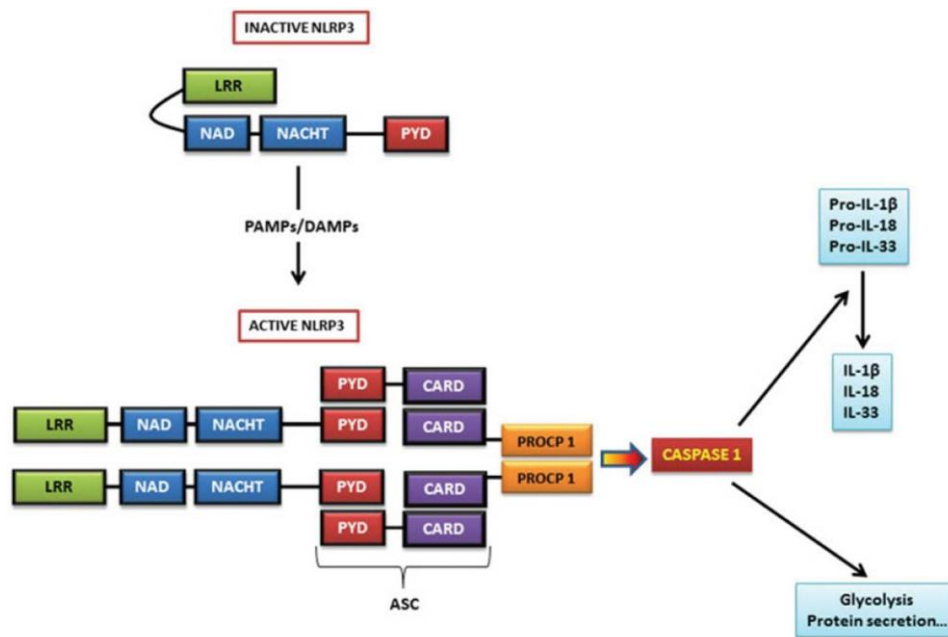 INACTIVE NLRP3
LRR
NAD NACHT PYD
PAMPs/DAMPs
ACTIVE NLRP3
PYD CARD
LRR NAD NACHT PYD CARD
PROCP 1
LRR NAD NACHT PYD CARD
PROCP 1
PYD CARD
ASC
CASPASE 1
Pro-IL-1β
Pro-IL-18
Pro-IL-33
IL-1β
IL-18
IL-33
Glycolysis
Protein secretion...